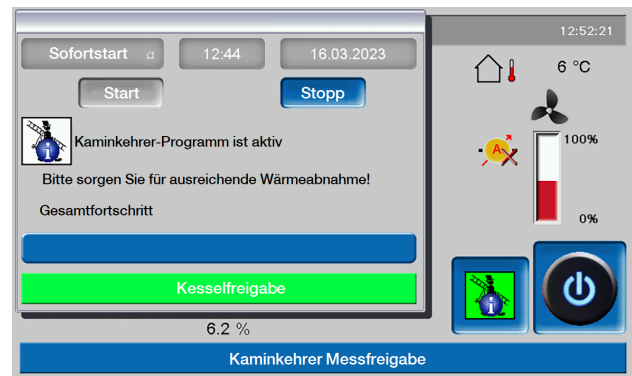 12:52:21
Sofortstart 12:44 16.03.2023
6 °C
Start Stopp
100%
Kaminkehrer-Programm ist aktiv
Bitte sorgen Sie für ausreichende Wärmeabnahme!
Gesamtfortschritt
0%
Kesselfreigabe
6.2 %
Kaminkehrer Messfreigabe
A
i
i